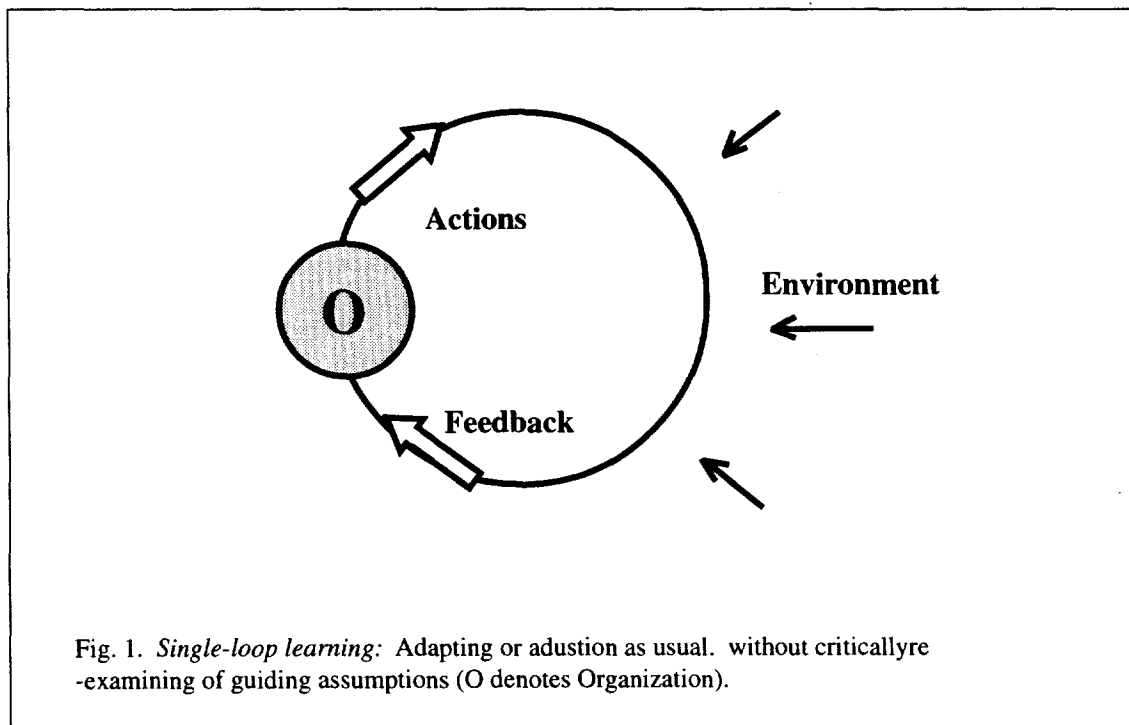 Actions
Environment
O
Feedback
Fig. 1. Single-loop learning: Adapting or adustion as usual. without criticallyre
-examining of guiding assumptions (O denotes Organization).